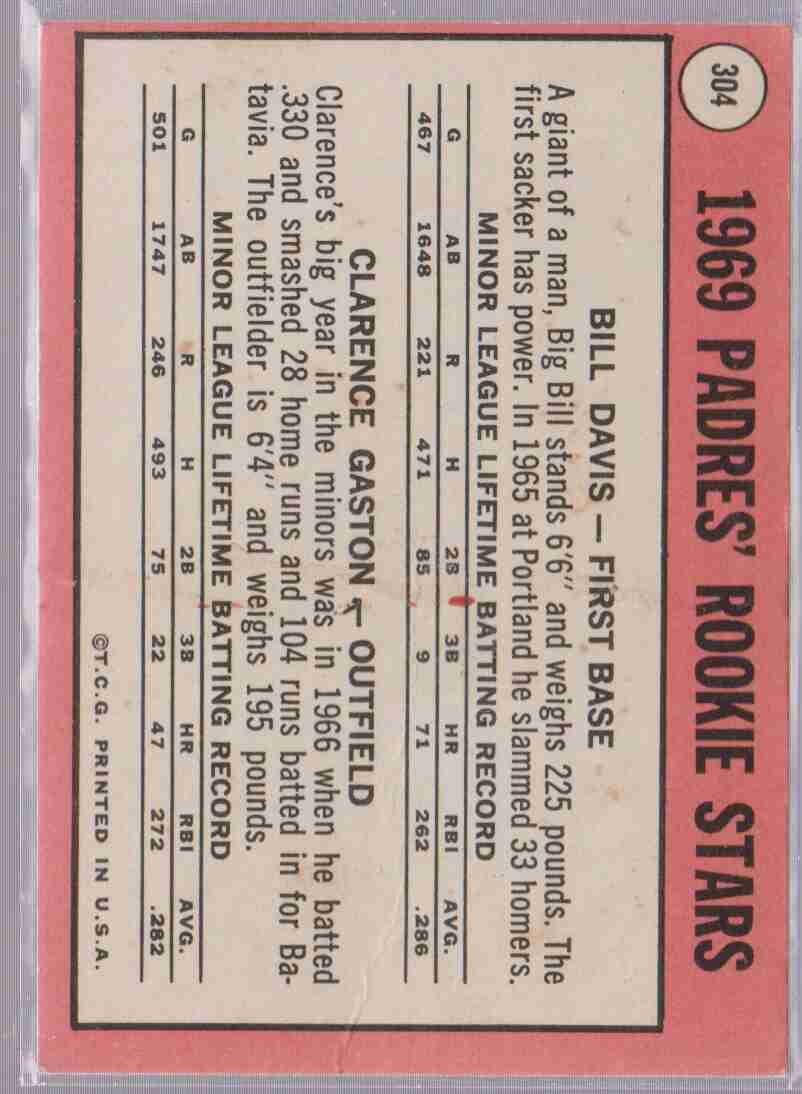 304
1969 PADRES' ROOKIE STARS
BILL DAVIS — FIRST BASE
A giant of a man, Big Bill stands 6'6" and weighs 225 pounds. The
first sacker has power. In 1965 at Portland he slammed 33 homers.
MINOR LEAGUE LIFETIME BATTING RECORD
G AB R H 2B 3B HR RBI AVG.
467 1648 221 471 85 9 71 262 .286
CLARENCE GASTON — OUTFIELD
Clarence's big year in the minors was in 1966 when he batted
.330 and smashed 28 home runs and 104 runs batted in for Ba-
tavia. The outfielder is 6'4" and weighs 195 pounds.
MINOR LEAGUE LIFETIME BATTING RECORD
G AB R H 2B 3B HR RBI AVG.
501 1747 246 493 75 22 47 272 .282
©T.C.G. PRINTED IN U.S.A.